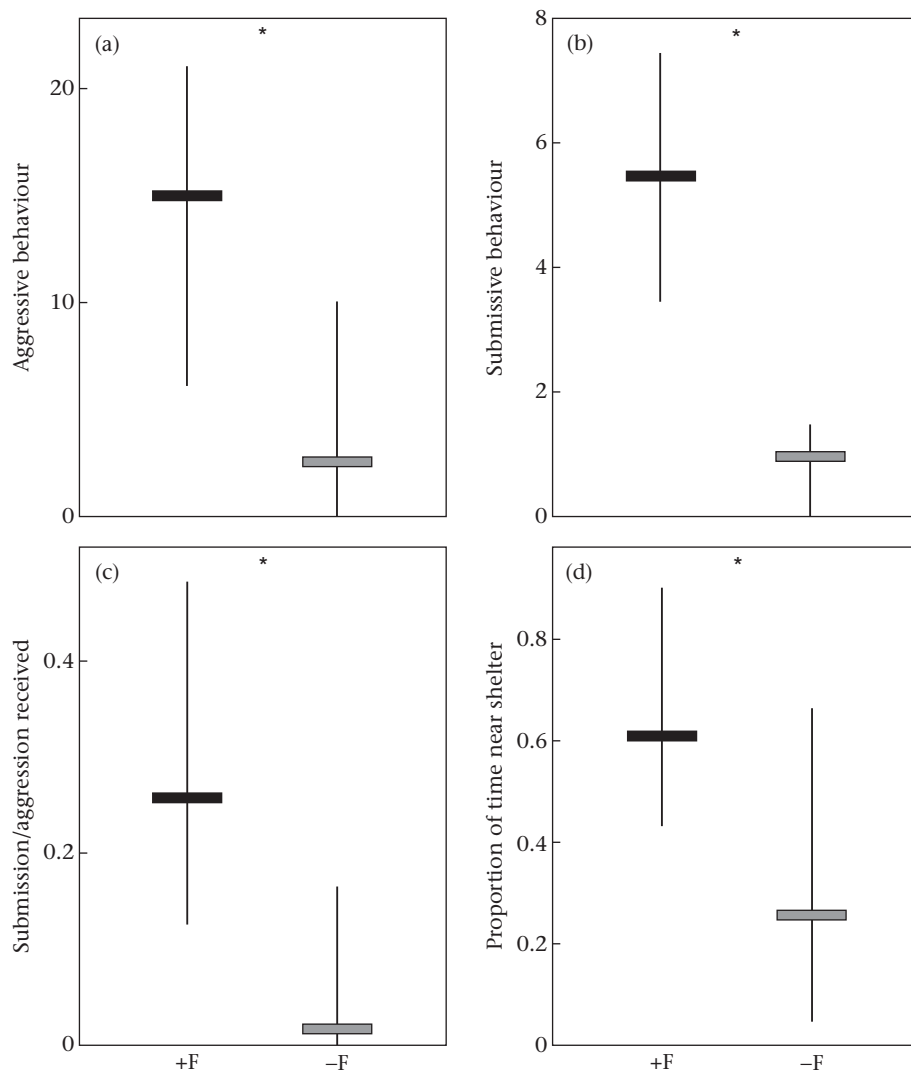 (a)
*
20
10
0
Aggressive behaviour
(b)
*
8
6
4
2
0
Submissive behaviour
(c)
*
0.4
0.2
0
Submission/aggression received
+F
–F
(d)
*
0.8
0.6
0.4
0.2
0
Proportion of time near shelter
+F
–F